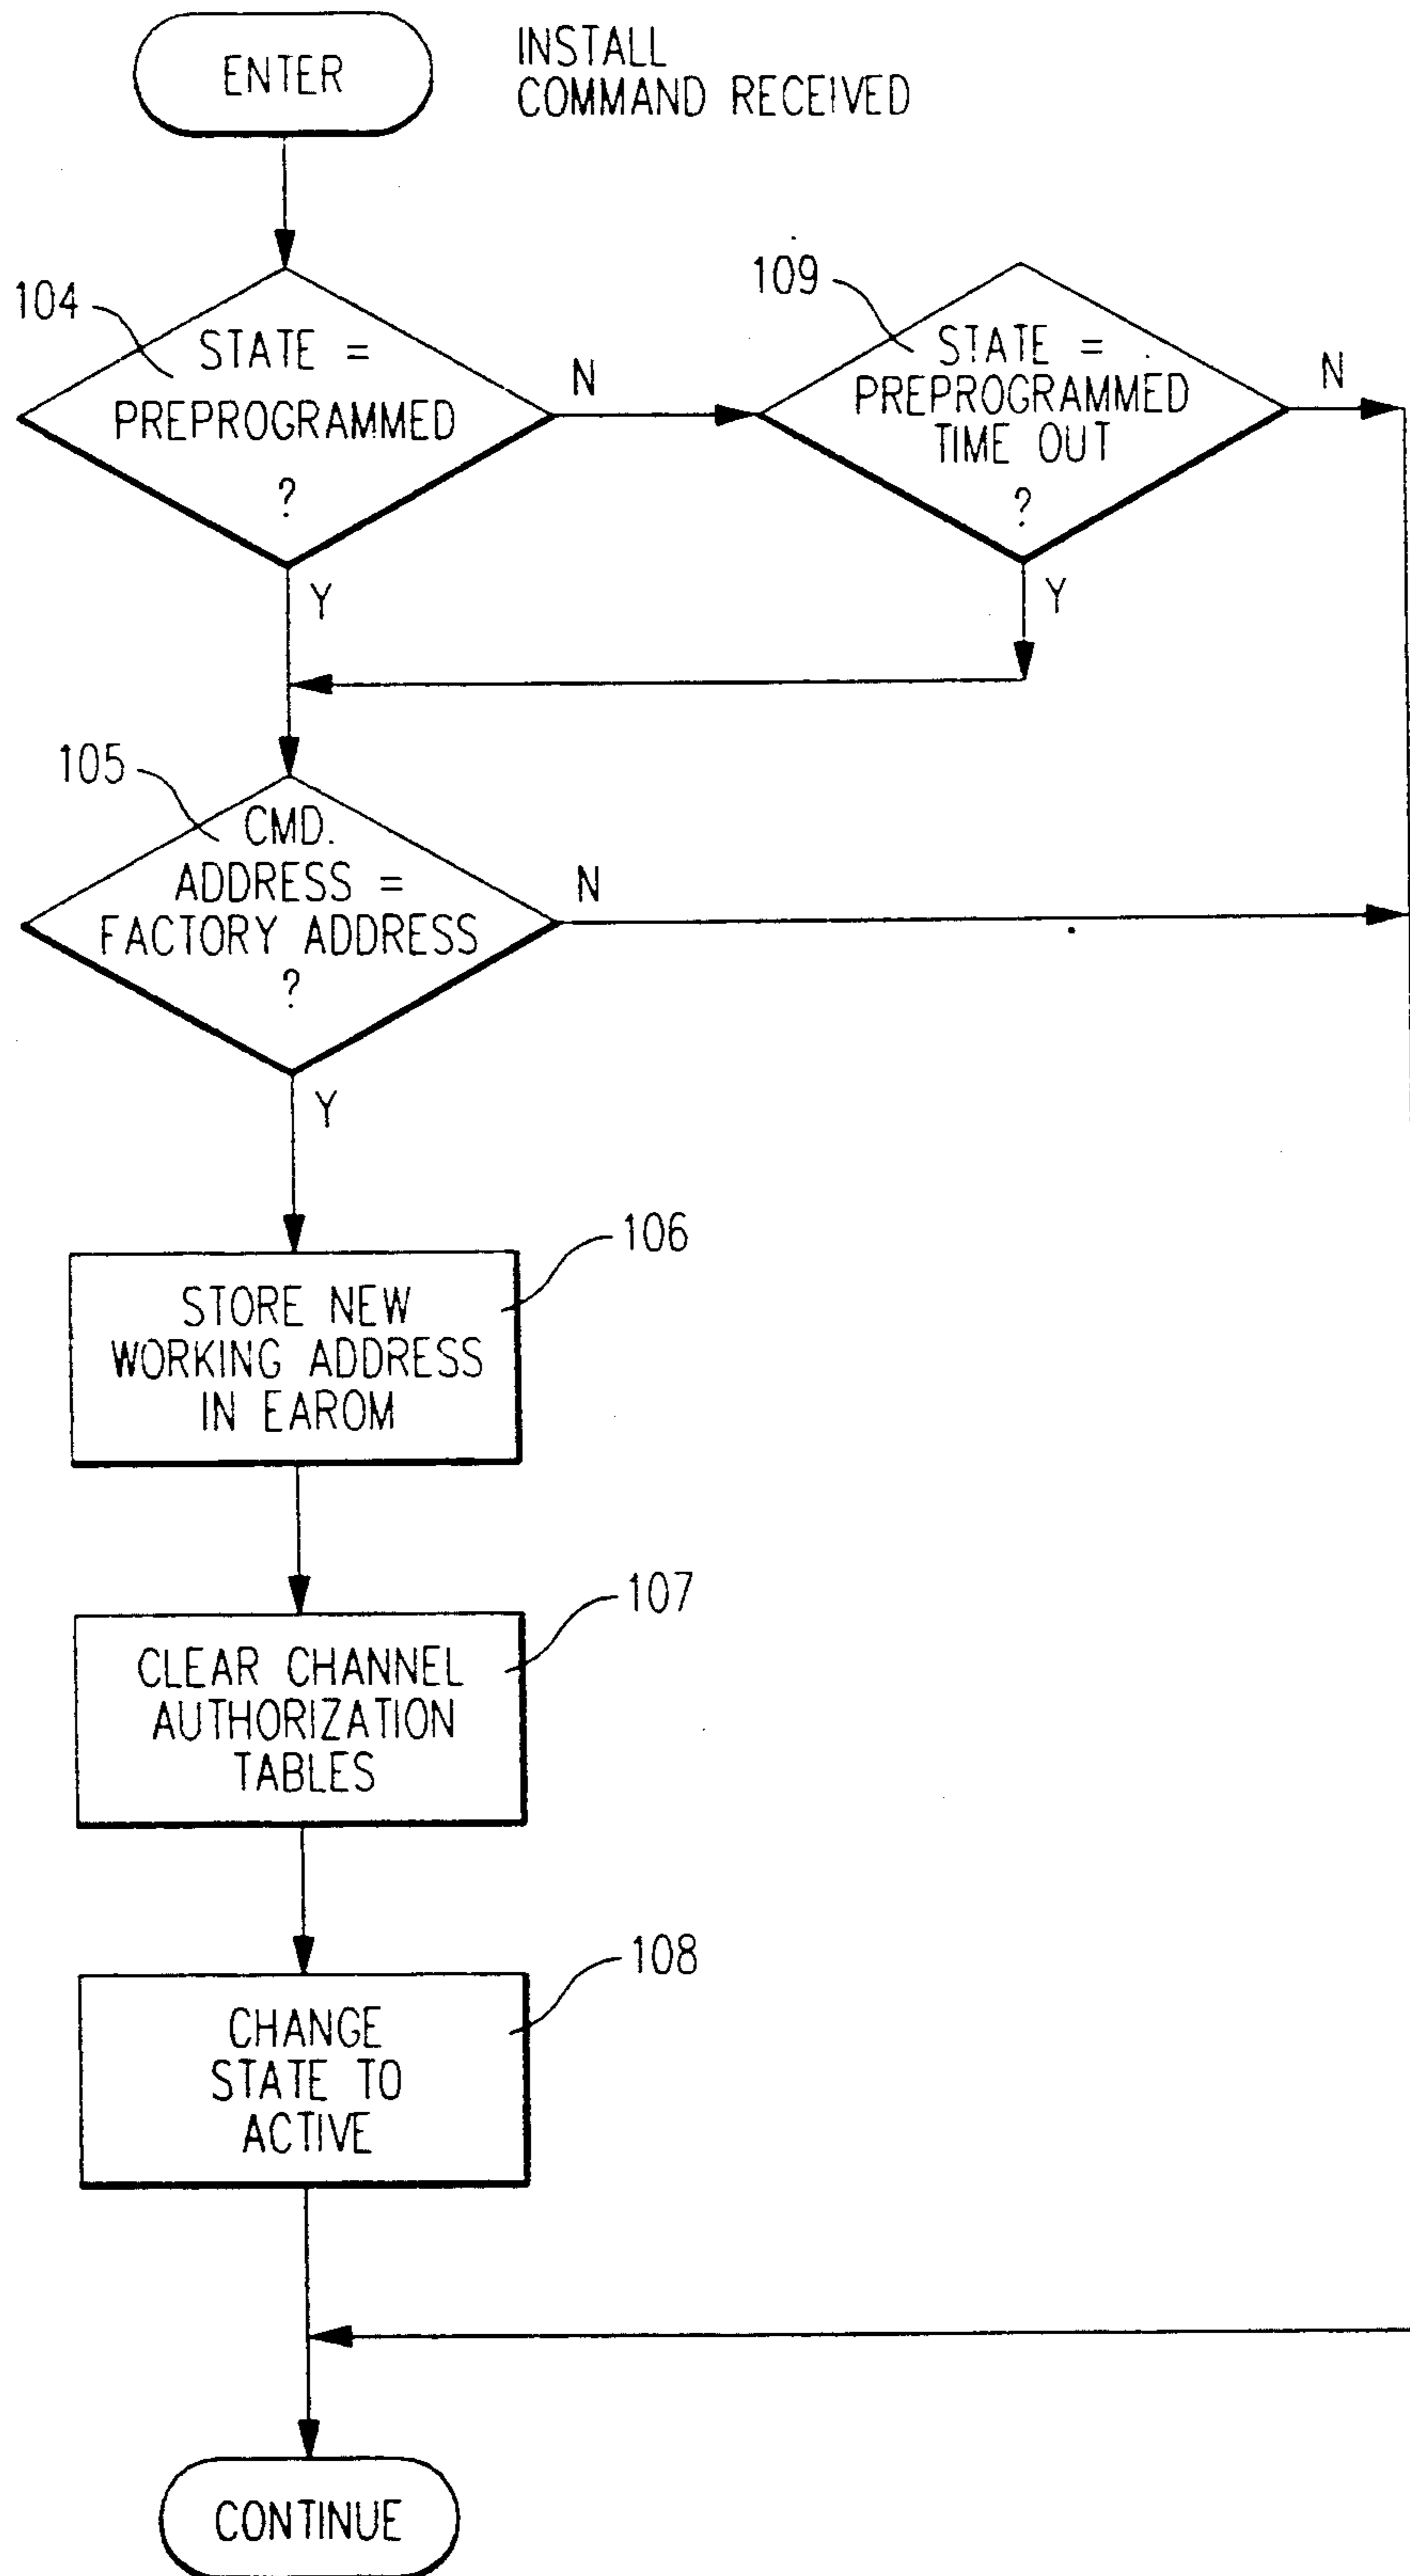 ENTER
INSTALL
COMMAND RECEIVED
104
STATE =
PREPROGRAMMED
?
N
Y
109
STATE =
PREPROGRAMMED
TIME OUT
?
N
Y
105
CMD.
ADDRESS =
FACTORY ADDRESS
?
N
Y
106
STORE NEW
WORKING ADDRESS
IN EAROM
107
CLEAR CHANNEL
AUTHORIZATION
TABLES
108
CHANGE
STATE TO
ACTIVE
CONTINUE